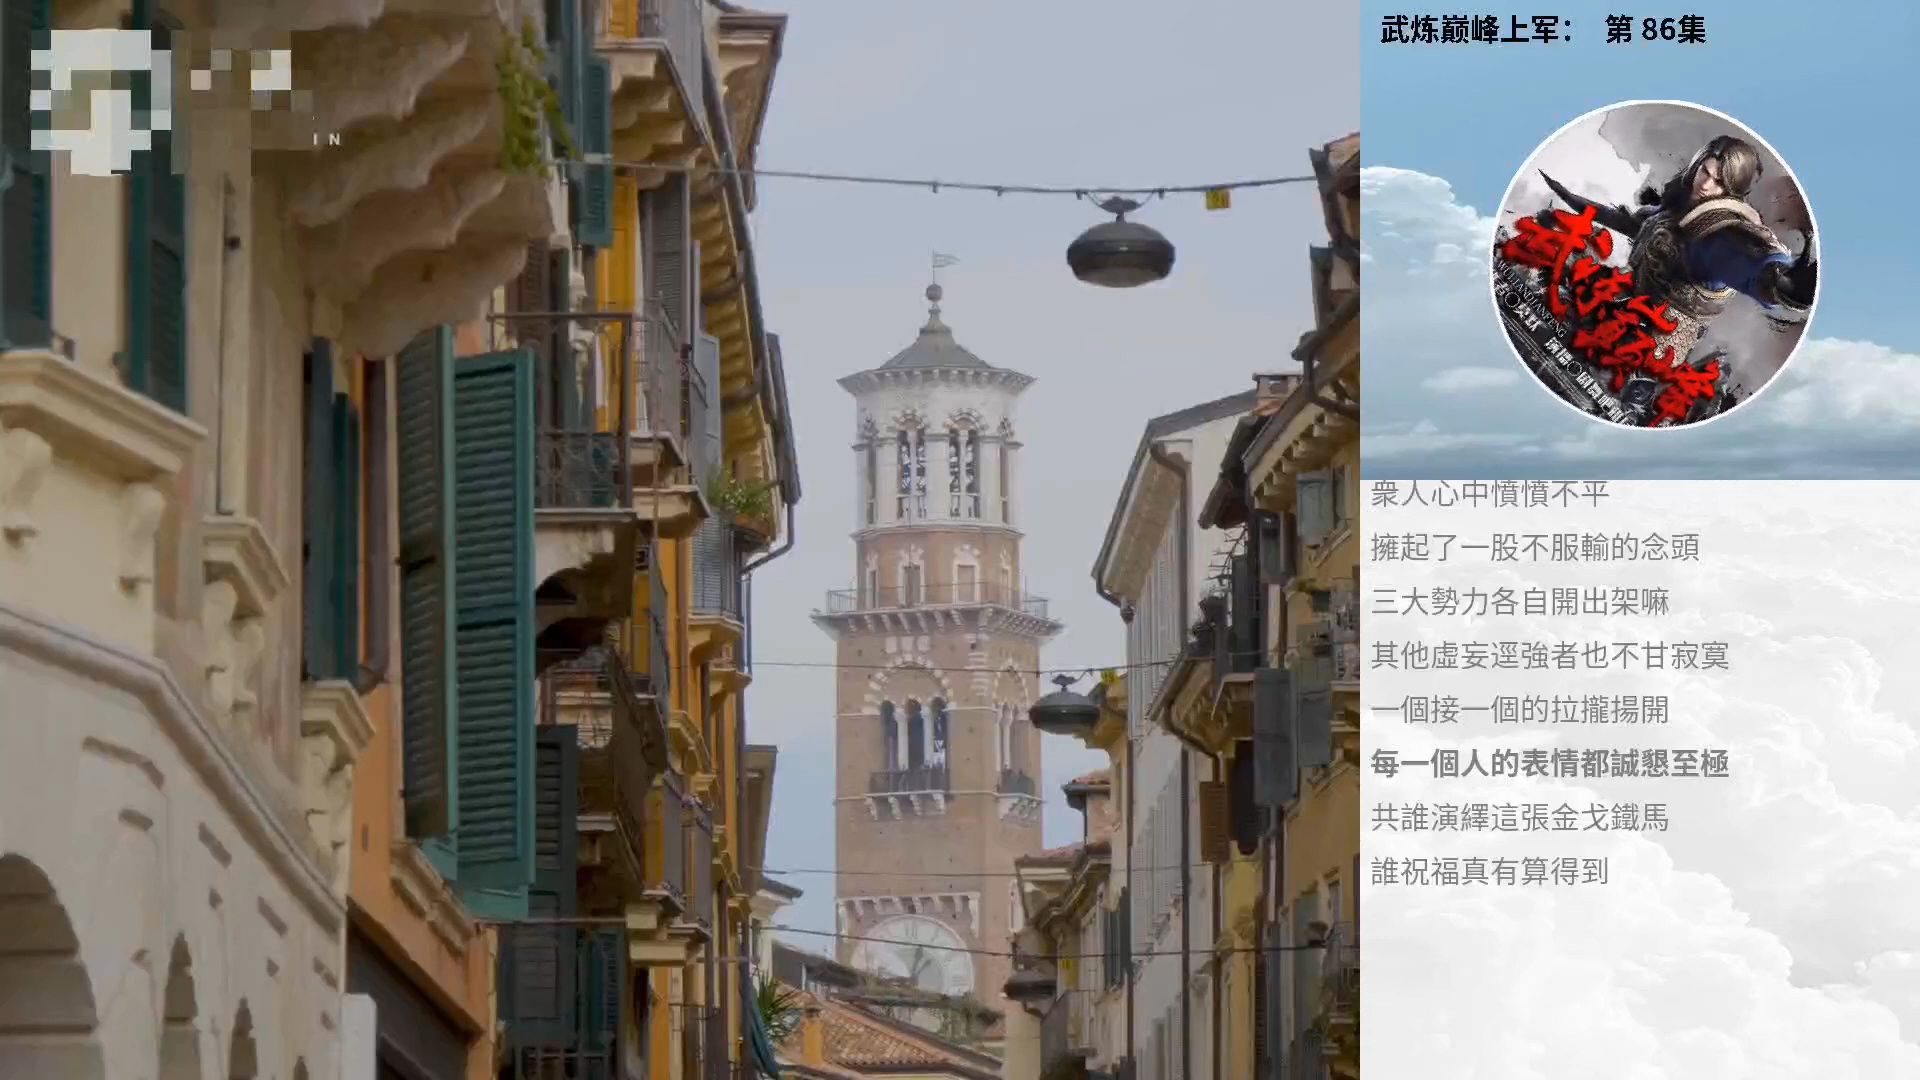 IN
武炼巅峰上军： 第 86集
衆人心中憤憤不平
擁起了一股不服輸的念頭
三大勢力各自開出架嘛
其他虛妄逕強者也不甘寂寞
一個接一個的拉攏揚開
每一個人的表情都誠懇至極
共誰演繹這張金戈鐵馬
誰祝福真有算得到